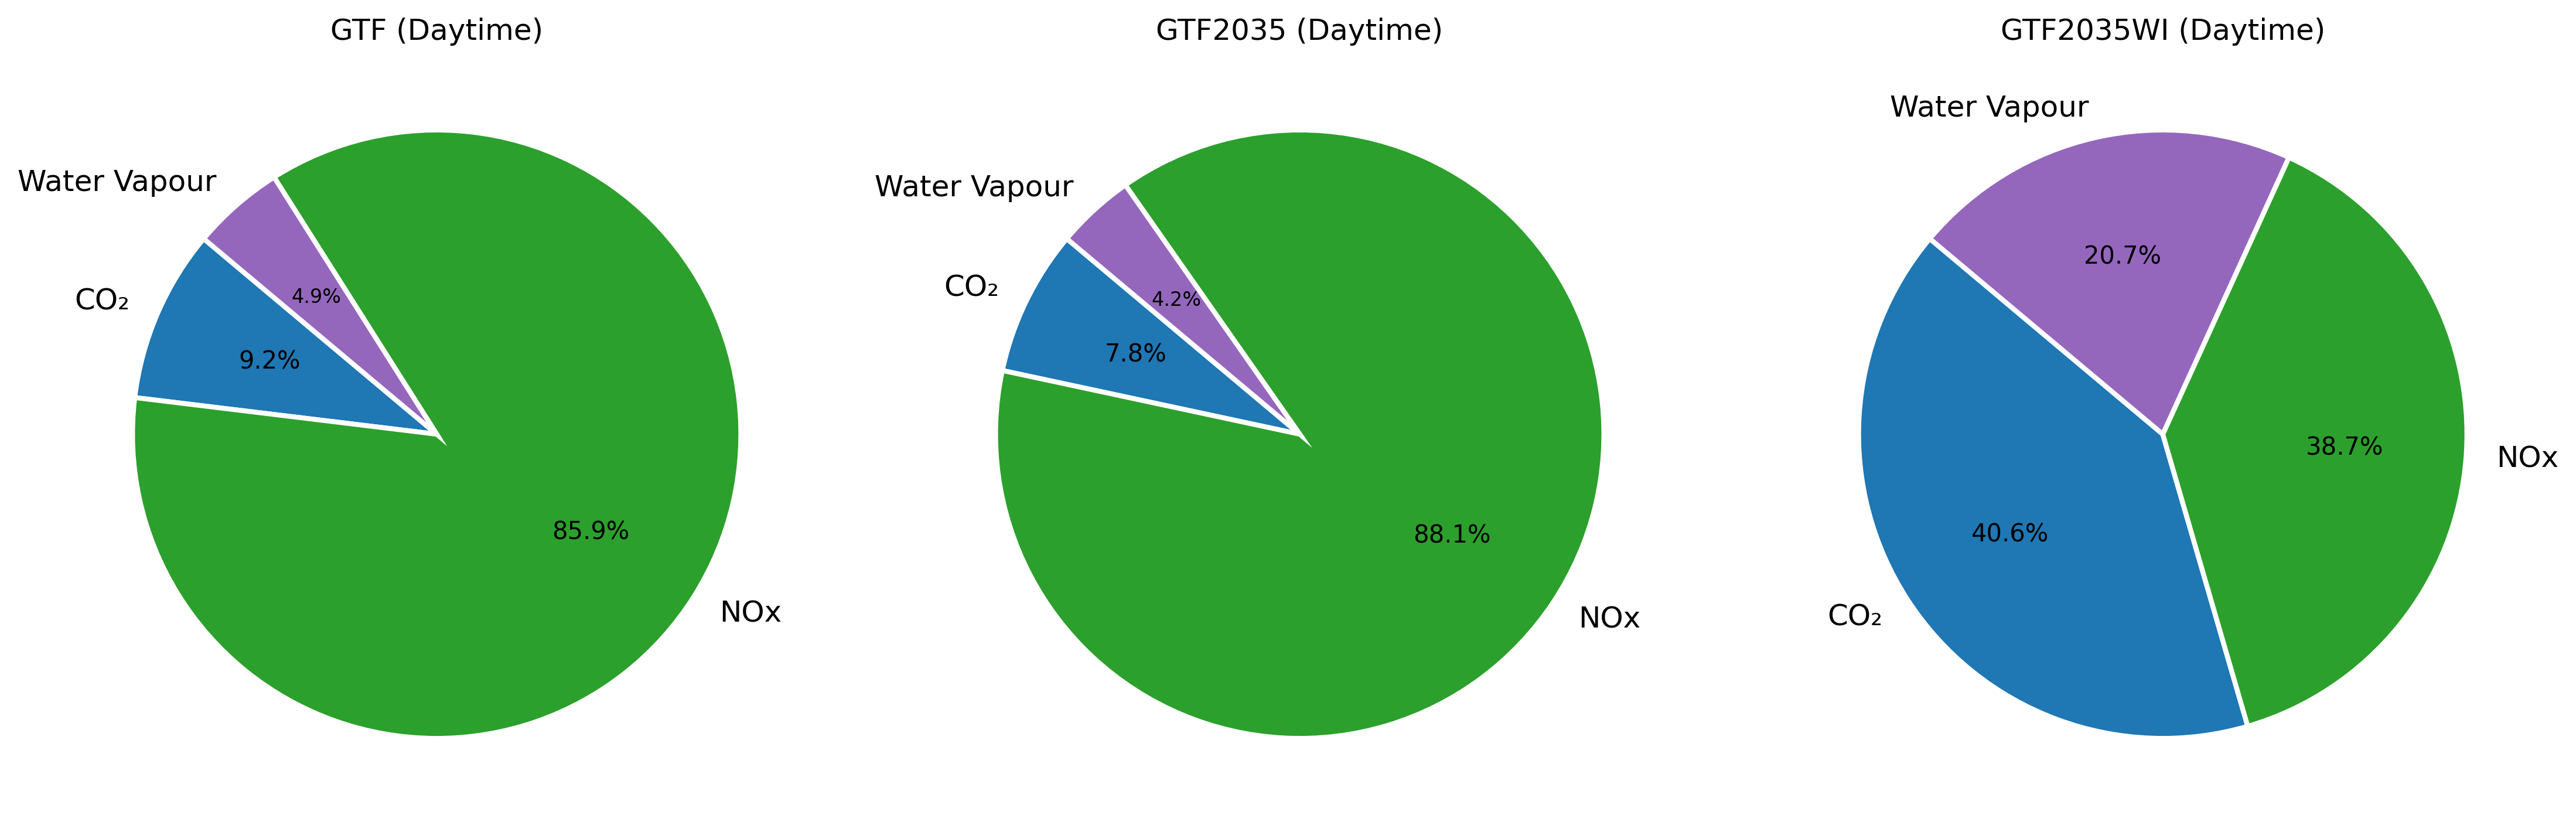 GTF (Daytime)
Water Vapour
4.9%
CO₂
9.2%
85.9%
NOx
GTF2035 (Daytime)
Water Vapour
4.2%
CO₂
7.8%
88.1%
NOx
GTF2035WI (Daytime)
Water Vapour
20.7%
38.7%
NOx
40.6%
CO₂